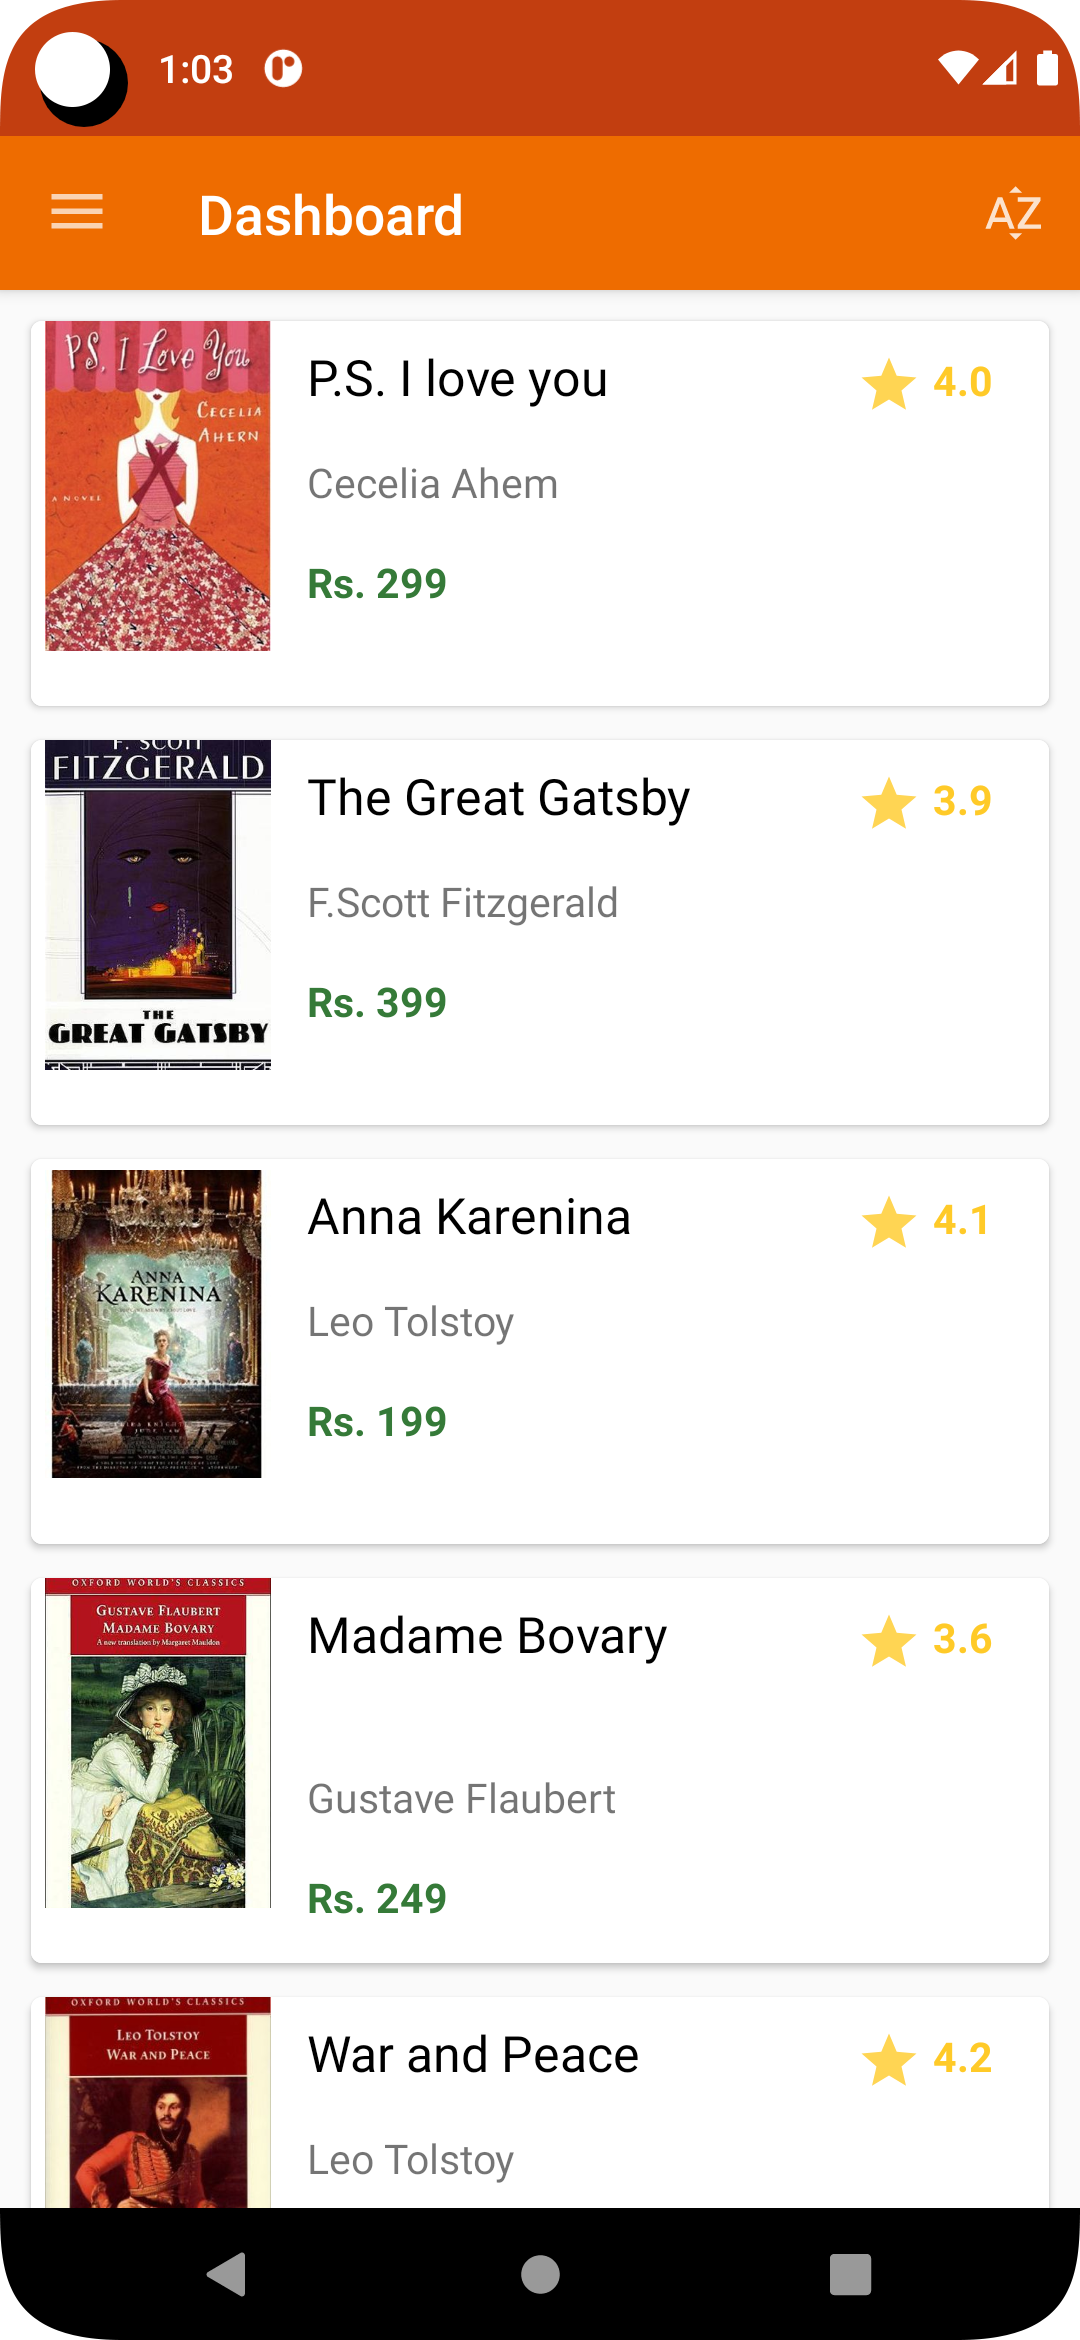 1:03
Dashboard
AZ
P.S. I Love You
CECELIA
AHERN
A NOVEL
P.S. I love you
4.0
Cecelia Ahem
Rs. 299
F. SCOTT
FITZGERALD
THE
GREAT GATSBY
The Great Gatsby
3.9
F.Scott Fitzgerald
Rs. 399
ANNA
KARENINA
Anna Karenina
4.1
Leo Tolstoy
Rs. 199
OXFORD WORLD'S CLASSICS
GUSTAVE FLAUBERT
MADAME BOVARY
A new translation by Margaret Mauldon
Madame Bovary
3.6
Gustave Flaubert
Rs. 249
OXFORD WORLD'S CLASSICS
LEO TOLSTOY
WAR AND PEACE
War and Peace
4.2
Leo Tolstoy